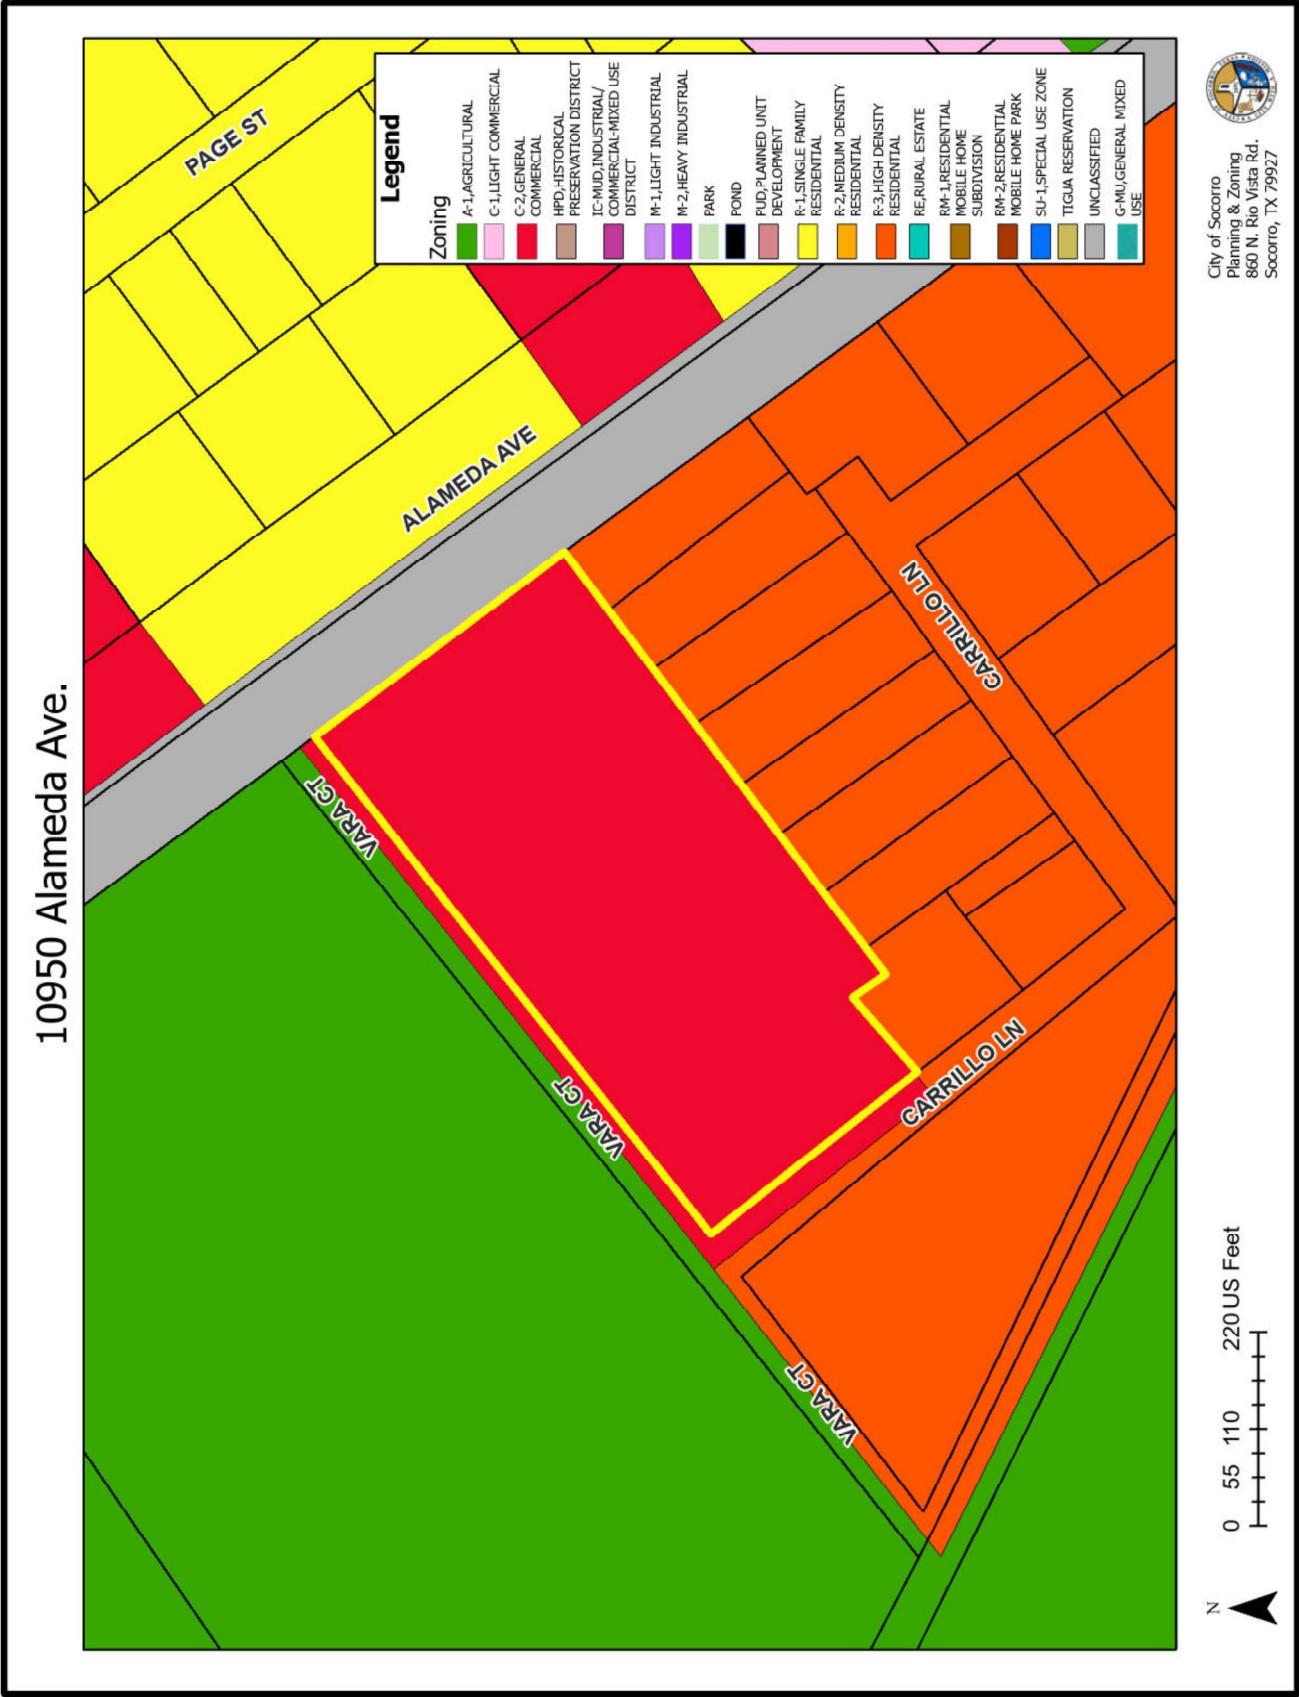 10950 Alameda Ave.
PAGE ST
ALAMEDA AVE
VARA CT
VARA CT
VARA CT
CARRILLO LN
CARRILLO LN
Legend
Zoning
A-1,AGRICULTURAL
C-1,LIGHT COMMERCIAL
C-2,GENERAL
COMMERCIAL
HPD,HISTORICAL
PRESERVATION DISTRICT
IC-MUD,INDUSTRIAL/
COMMERCIAL-MIXED USE
DISTRICT
M-1,LIGHT INDUSTRIAL
M-2,HEAVY INDUSTRIAL
PARK
POND
PUD,PLANNED UNIT
DEVELOPMENT
R-1,SINGLE FAMILY
RESIDENTIAL
R-2,MEDIUM DENSITY
RESIDENTIAL
R-3,HIGH DENSITY
RESIDENTIAL
RE,RURAL ESTATE
RM-1,RESIDENTIAL
MOBILE HOME
SUBDIVISION
RM-2,RESIDENTIAL
MOBILE HOME PARK
SU-1,SPECIAL USE ZONE
TIGUA RESERVATION
UNCLASSIFIED
G-MU,GENERAL MIXED
USE
N
0 55 110 220 US Feet
City of Socorro
Planning & Zoning
860 N. Rio Vista Rd.
Socorro, TX 79927